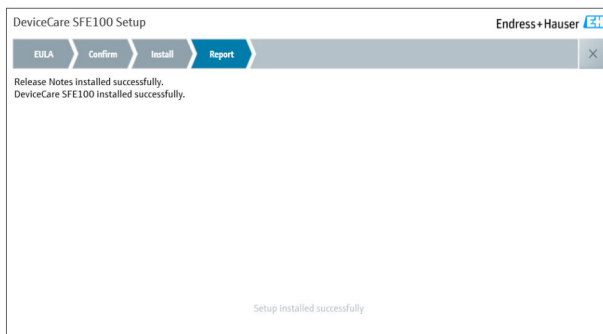 DeviceCare SFE100 Setup
Endress+Hauser EH
EULA
Confirm
Install
Report
Release Notes installed successfully.
DeviceCare SFE100 installed successfully.
Setup installed successfully